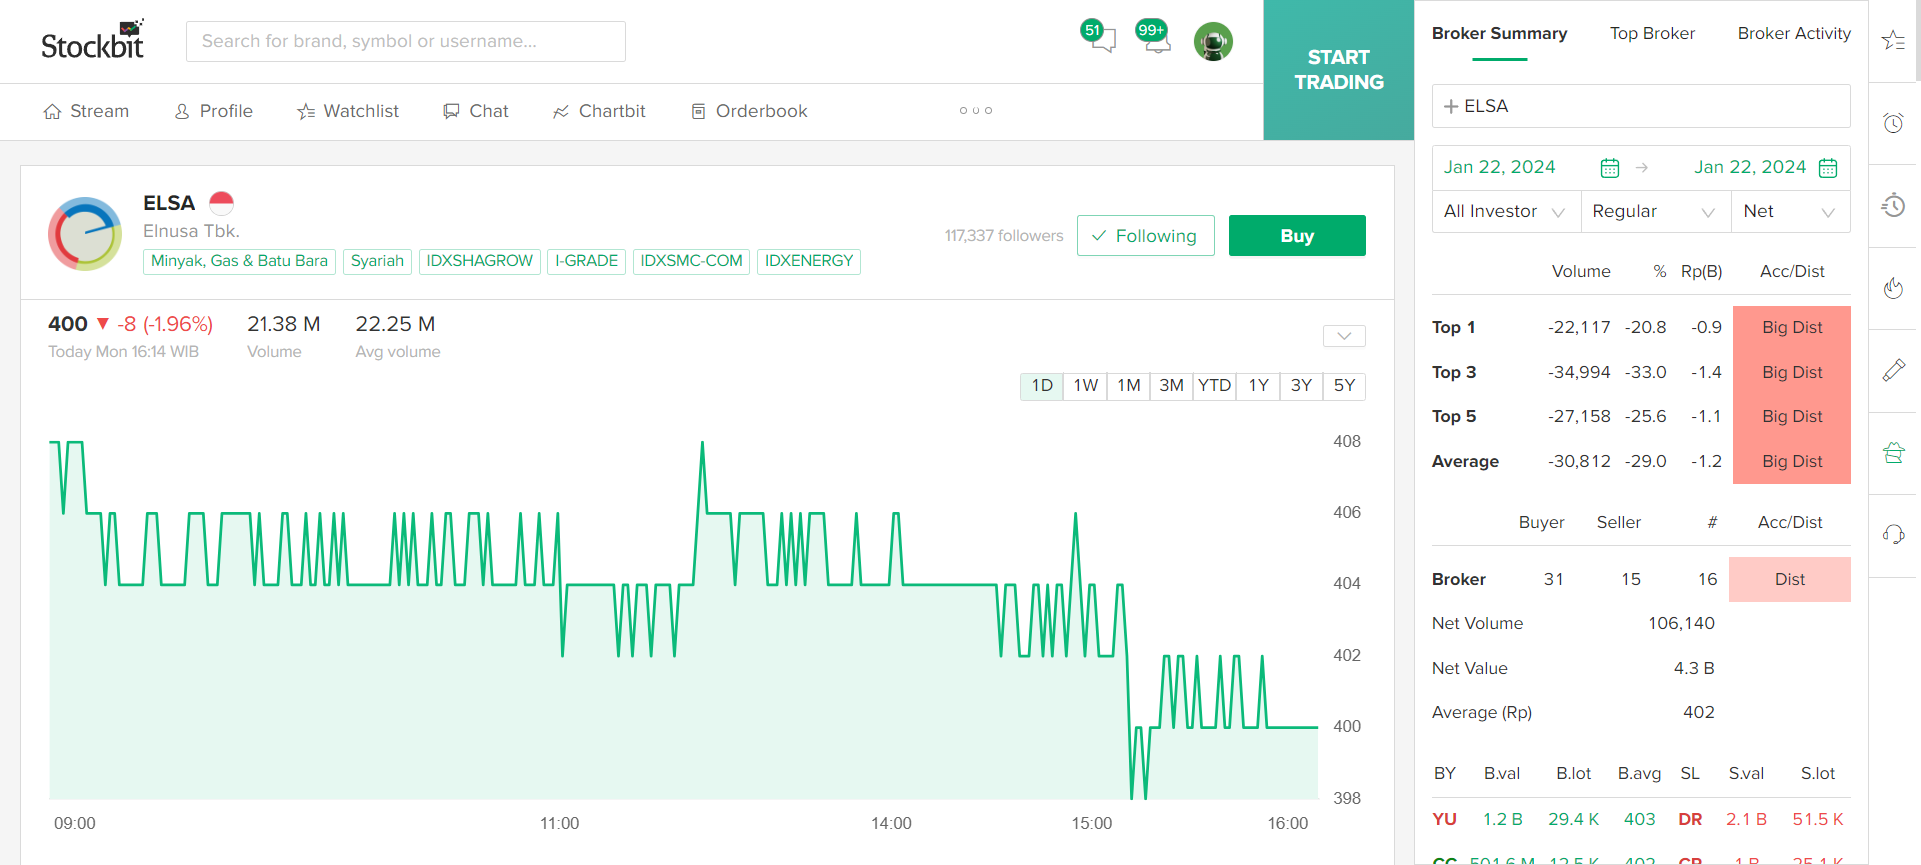 Stockbit
Search for brand, symbol or username...
51
99+
START
TRADING
Stream
Profile
Watchlist
Chat
Chartbit
Orderbook
ELSA
Elnusa Tbk.
Minyak, Gas & Batu Bara
Syariah
IDXSHAGROW
I-GRADE
IDXSMC-COM
IDXENERGY
117,337 followers
Following
Buy
400 ▼ -8 (-1.96%) 21.38 M 22.25 M
Today Mon 16:14 WIB Volume Avg volume
1D 1W 1M 3M YTD 1Y 3Y 5Y
408
406
404
402
400
398
09:00 11:00 14:00 15:00 16:00
Broker Summary Top Broker Broker Activity
+ ELSA
Jan 22, 2024 → Jan 22, 2024
All Investor Regular Net
Volume % Rp(B) Acc/Dist
Top 1 -22,117 -20.8 -0.9 Big Dist
Top 3 -34,994 -33.0 -1.4 Big Dist
Top 5 -27,158 -25.6 -1.1 Big Dist
Average -30,812 -29.0 -1.2 Big Dist
Buyer Seller # Acc/Dist
Broker 31 15 16 Dist
Net Volume 106,140
Net Value 4.3 B
Average (Rp) 402
BY B.val B.lot B.avg SL S.val S.lot
YU 1.2 B 29.4 K 403 DR 2.1 B 51.5 K